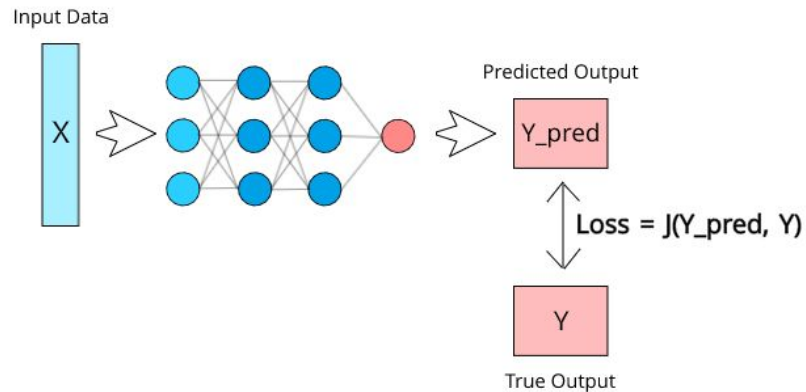 Input Data
X
Predicted Output
Y_pred
Loss = J(Y_pred, Y)
Y
True Output